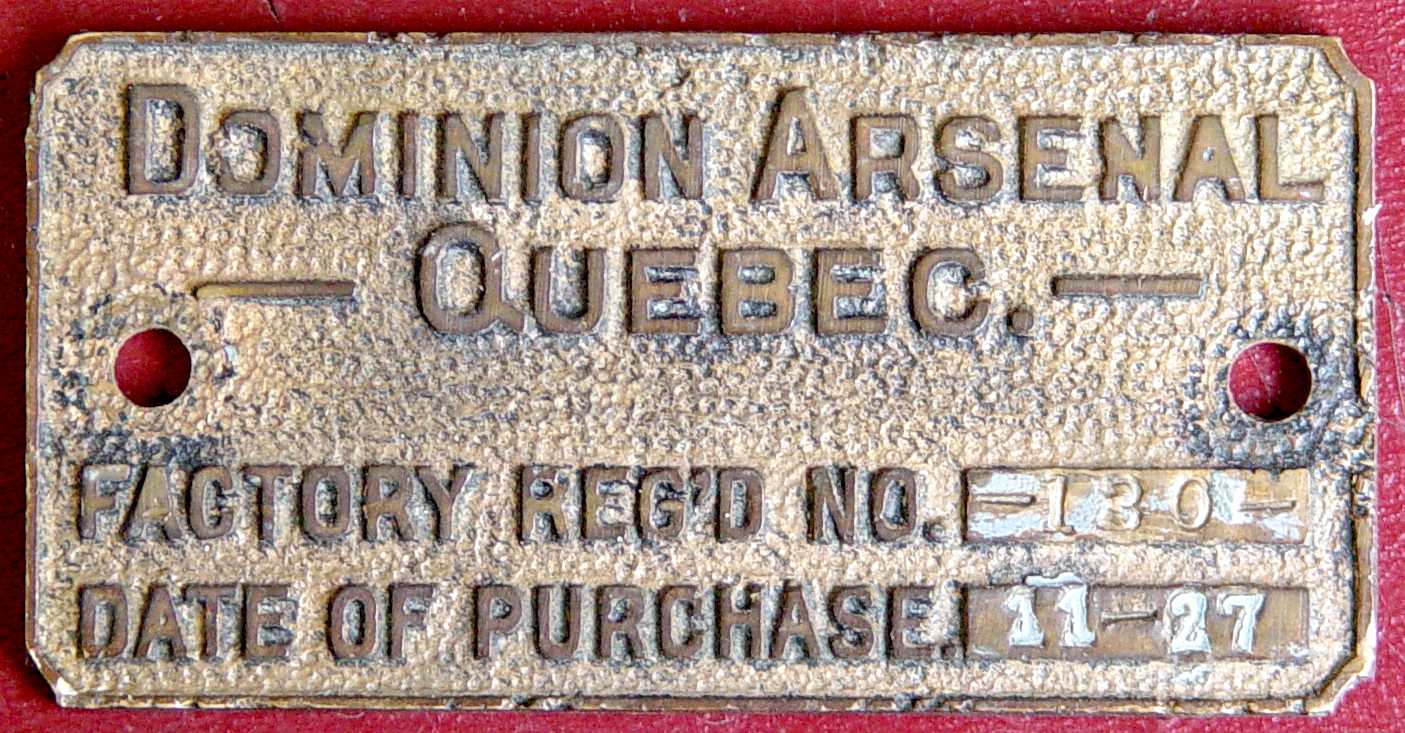 DOMINION ARSENAL
— QUEBEC. —
FACTORY REG'D NO. -130-
DATE OF PURCHASE. 11-27